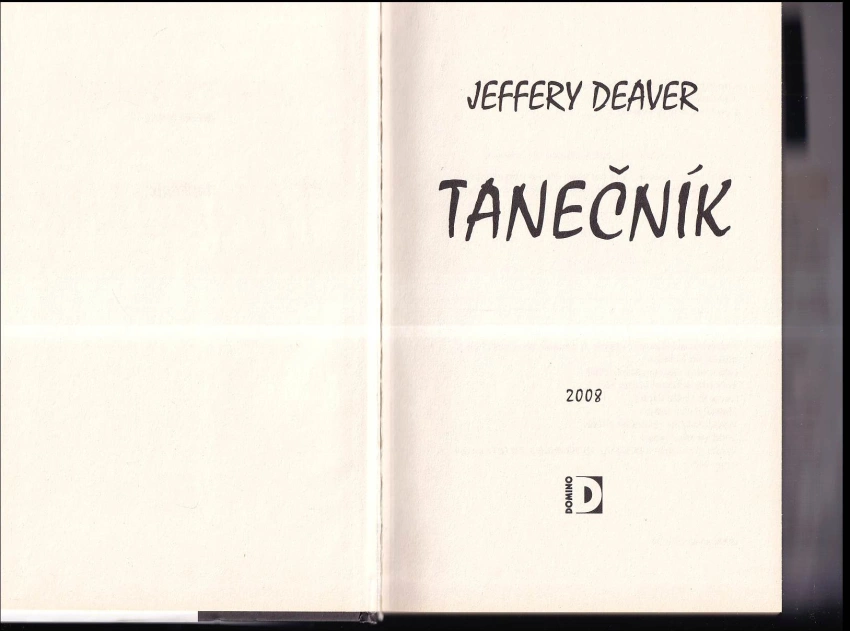 JEFFERY DEAVER
TANEČNÍK
2008
DOMINO
D